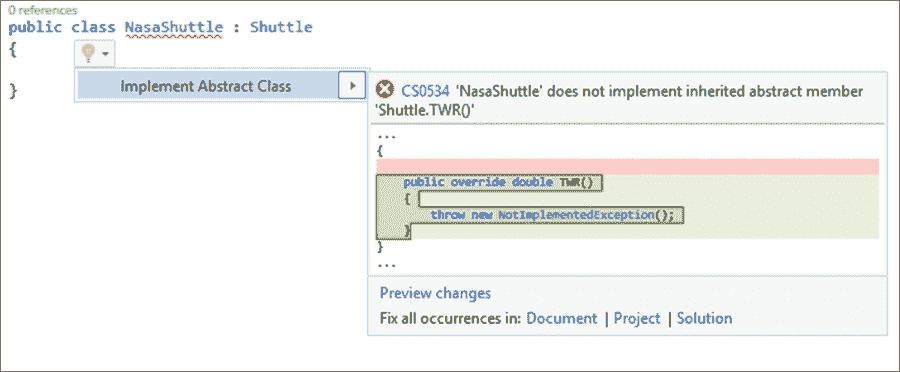 0 references
public class NasaShuttle : Shuttle
{
Implement Abstract Class
}
CS0534 'NasaShuttle' does not implement inherited abstract member
'Shuttle.TWR()'
...
{
public override double TWR()
{
throw new NotImplementedException();
}
}
...
Preview changes
Fix all occurrences in: Document | Project | Solution